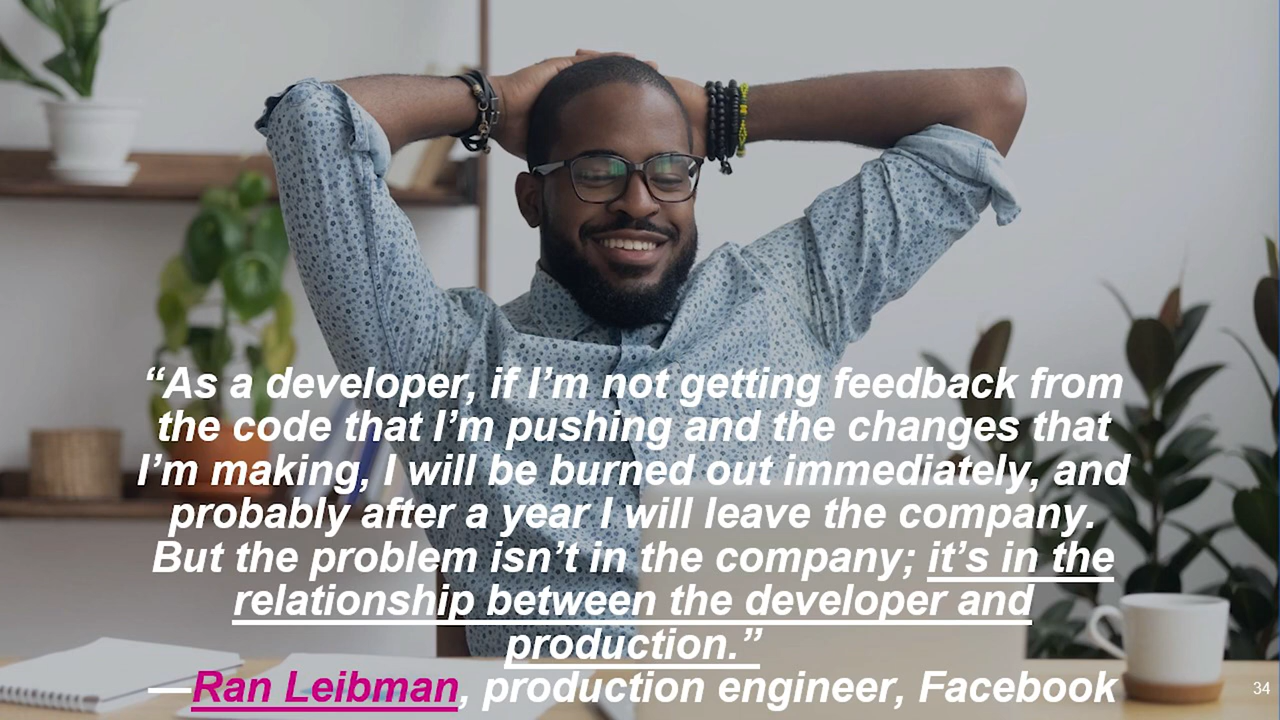 “As a developer, if I’m not getting feedback from
the code that I’m pushing and the changes that
I’m making, I will be burned out immediately, and
probably after a year I will leave the company.
But the problem isn’t in the company; it’s in the
relationship between the developer and
production.”
—Ran Leibman, production engineer, Facebook
34